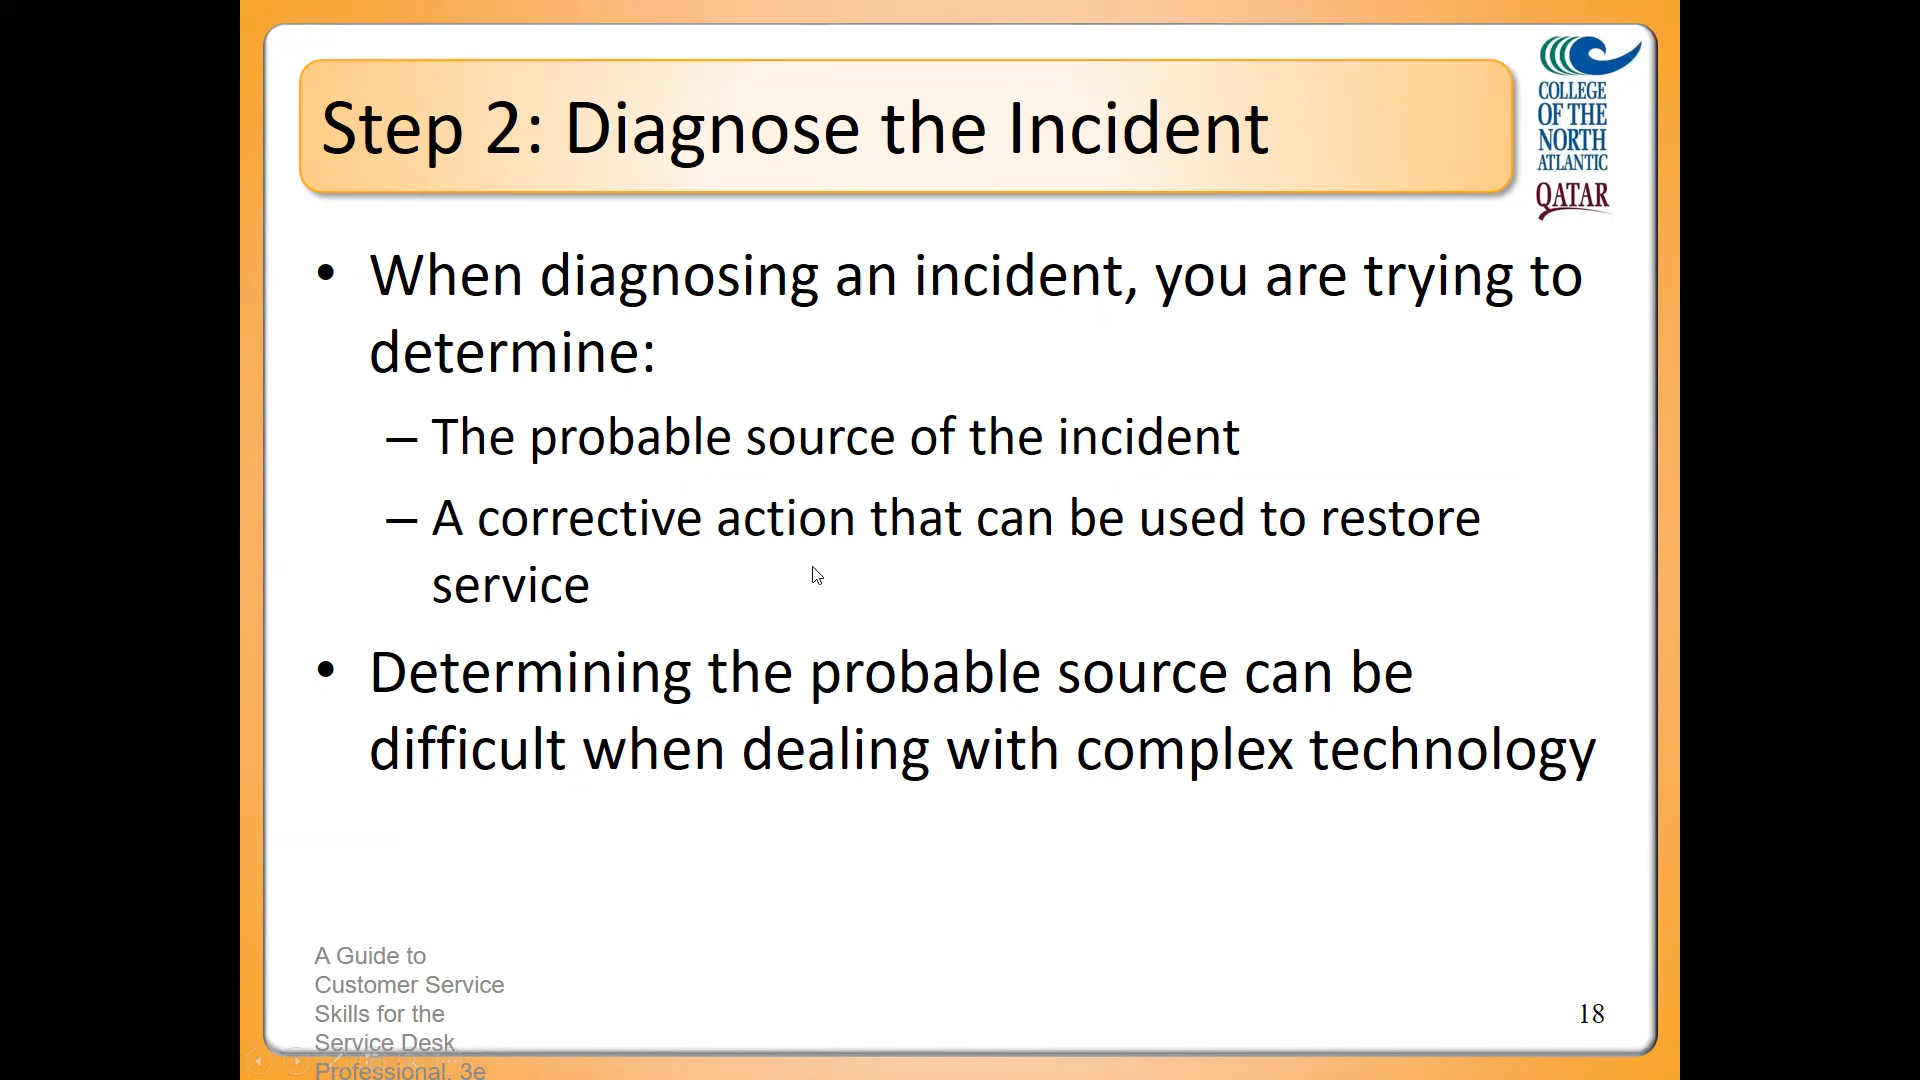 Step 2: Diagnose the Incident
COLLEGE
OF THE
NORTH
ATLANTIC
QATAR
• When diagnosing an incident, you are trying to
determine:
– The probable source of the incident
– A corrective action that can be used to restore
service
• Determining the probable source can be
difficult when dealing with complex technology
A Guide to
Customer Service
Skills for the
Service Desk
Professional, 3e
18